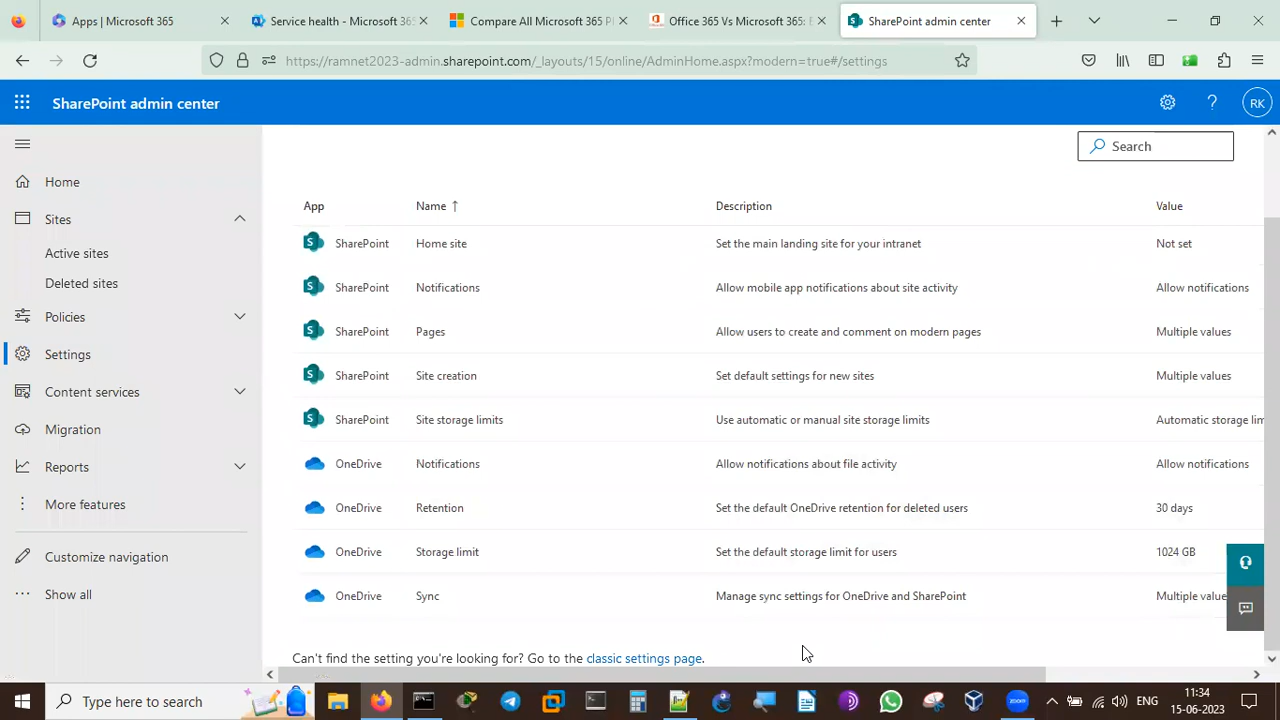 Apps | Microsoft 365
Service health - Microsoft 365
Compare All Microsoft 365 Pl
Office 365 Vs Microsoft 365: E
SharePoint admin center
https://ramnet2023-admin.sharepoint.com/_layouts/15/online/AdminHome.aspx?modern=true#/settings
SharePoint admin center
RK
Home
Sites
Active sites
Deleted sites
Policies
Settings
Content services
Migration
Reports
More features
Customize navigation
Show all
Search
App Name ↑ Description Value
SharePoint Home site Set the main landing site for your intranet Not set
SharePoint Notifications Allow mobile app notifications about site activity Allow notifications
SharePoint Pages Allow users to create and comment on modern pages Multiple values
SharePoint Site creation Set default settings for new sites Multiple values
SharePoint Site storage limits Use automatic or manual site storage limits Automatic storage lim
OneDrive Notifications Allow notifications about file activity Allow notifications
OneDrive Retention Set the default OneDrive retention for deleted users 30 days
OneDrive Storage limit Set the default storage limit for users 1024 GB
OneDrive Sync Manage sync settings for OneDrive and SharePoint Multiple value
Can't find the setting you're looking for? Go to the classic settings page.
Type here to search
ENG
11:34
15-06-2023